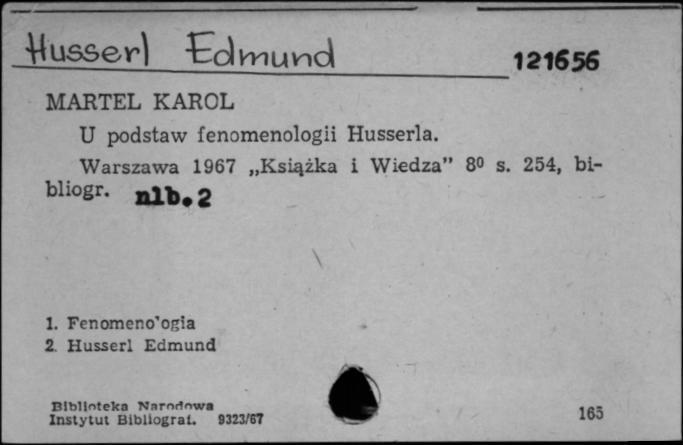 Husserl Edmund
121656
MARTEL KAROL
U podstaw fenomenologii Husserla.
Warszawa 1967 „Książka i Wiedza” 8⁰ s. 254, bi-
bliogr. nlb. 2
1. Fenomeno'ogia
2. Husserl Edmund
Biblioteka Narodowa
Instytut Bibliograf. 9323/67
165